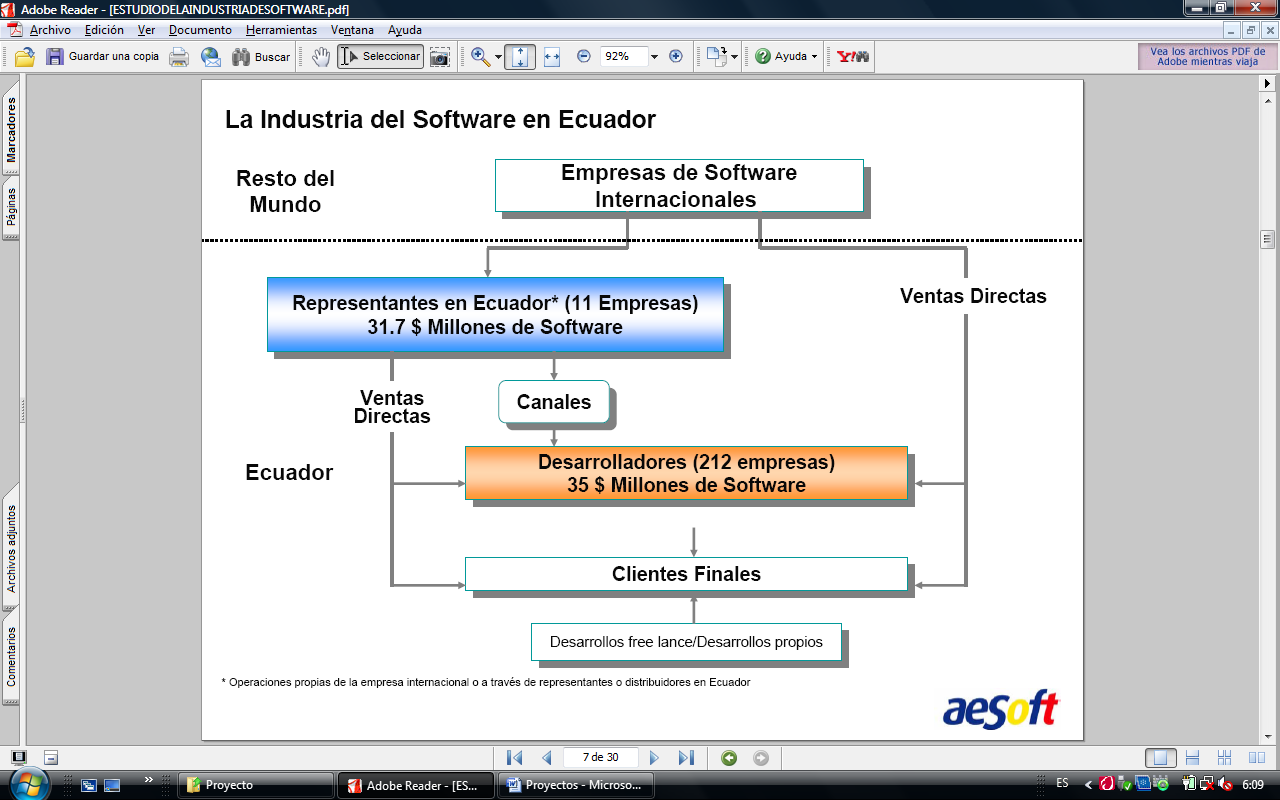 Adobe Reader - [ESTUDIODELAINDUSTRIADESOFTWARE.pdf]
Archivo Edición Ver Documento Herramientas Ventana Ayuda
Guardar una copia Buscar Seleccionar 92% Ayuda Y!
Vea los archivos PDF de
Adobe mientras viaja
Marcadores
Páginas
Archivos adjuntos
Comentarios
La Industria del Software en Ecuador
Resto del
Mundo
Empresas de Software
Internacionales
Representantes en Ecuador* (11 Empresas)
31.7 $ Millones de Software
Ventas Directas
Ventas
Directas
Canales
Ecuador
Desarrolladores (212 empresas)
35 $ Millones de Software
Clientes Finales
Desarrollos free lance/Desarrollos propios
* Operaciones propias de la empresa internacional o a través de representantes o distribuidores en Ecuador
aesoft
7 de 30
Proyecto
Adobe Reader - [ES...
Proyectos - Microso...
ES
6:09